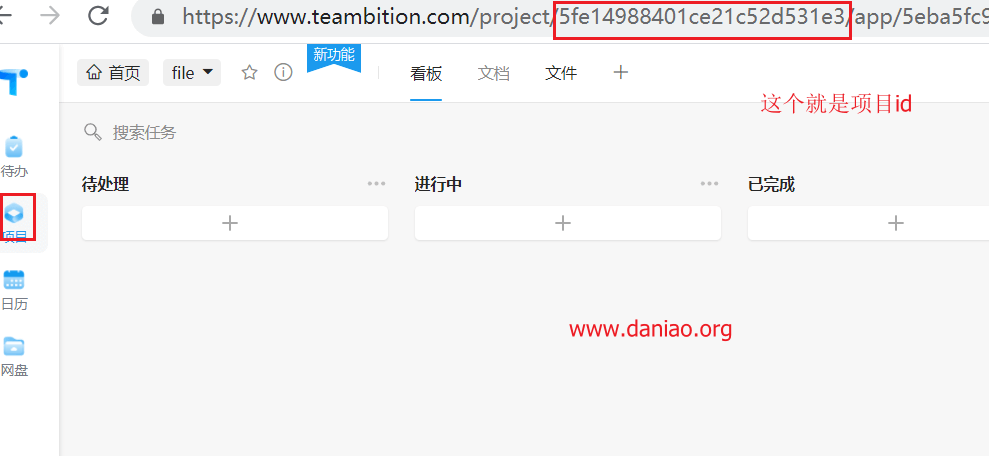 https://www.teambition.com/project/5fe14988401ce21c52d531e3/app/5eba5fc9
首页 file 新功能 看板 文档 文件
这个就是项目id
搜索任务
待办
待处理 进行中 已完成
项目
日历
www.daniao.org
网盘